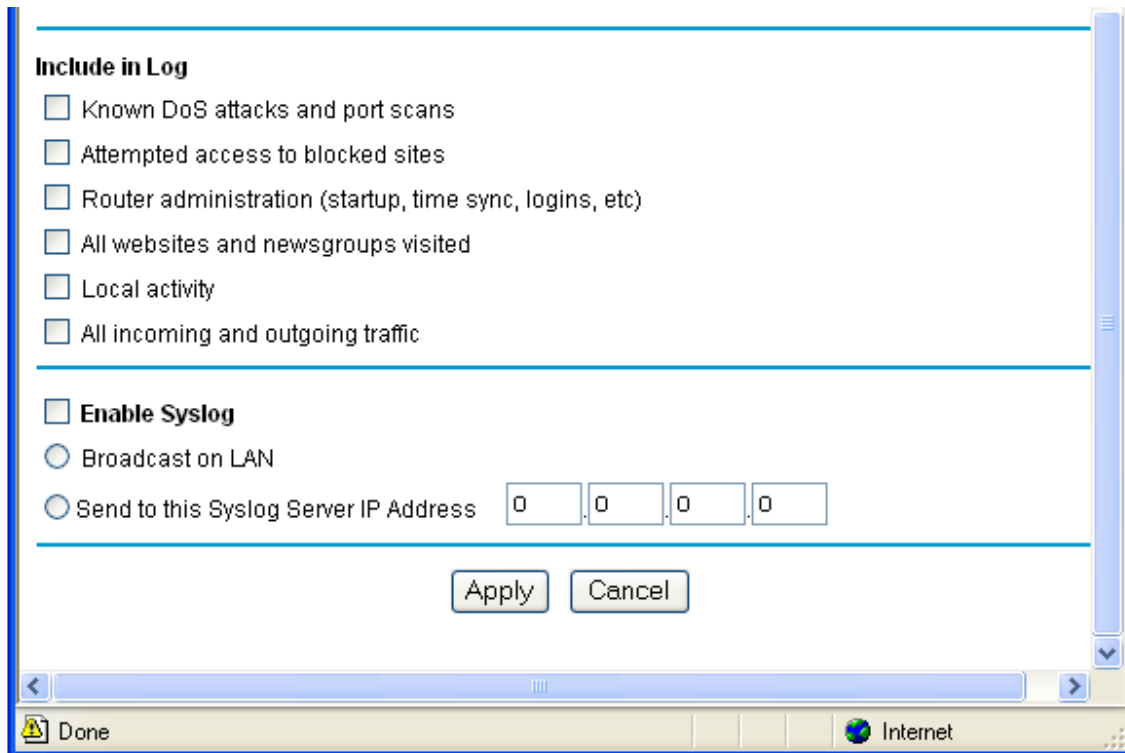 Include in Log
Known DoS attacks and port scans
Attempted access to blocked sites
Router administration (startup, time sync, logins, etc)
All websites and newsgroups visited
Local activity
All incoming and outgoing traffic
Enable Syslog
Broadcast on LAN
Send to this Syslog Server IP Address 0 . 0 . 0 . 0
Apply Cancel
Done Internet